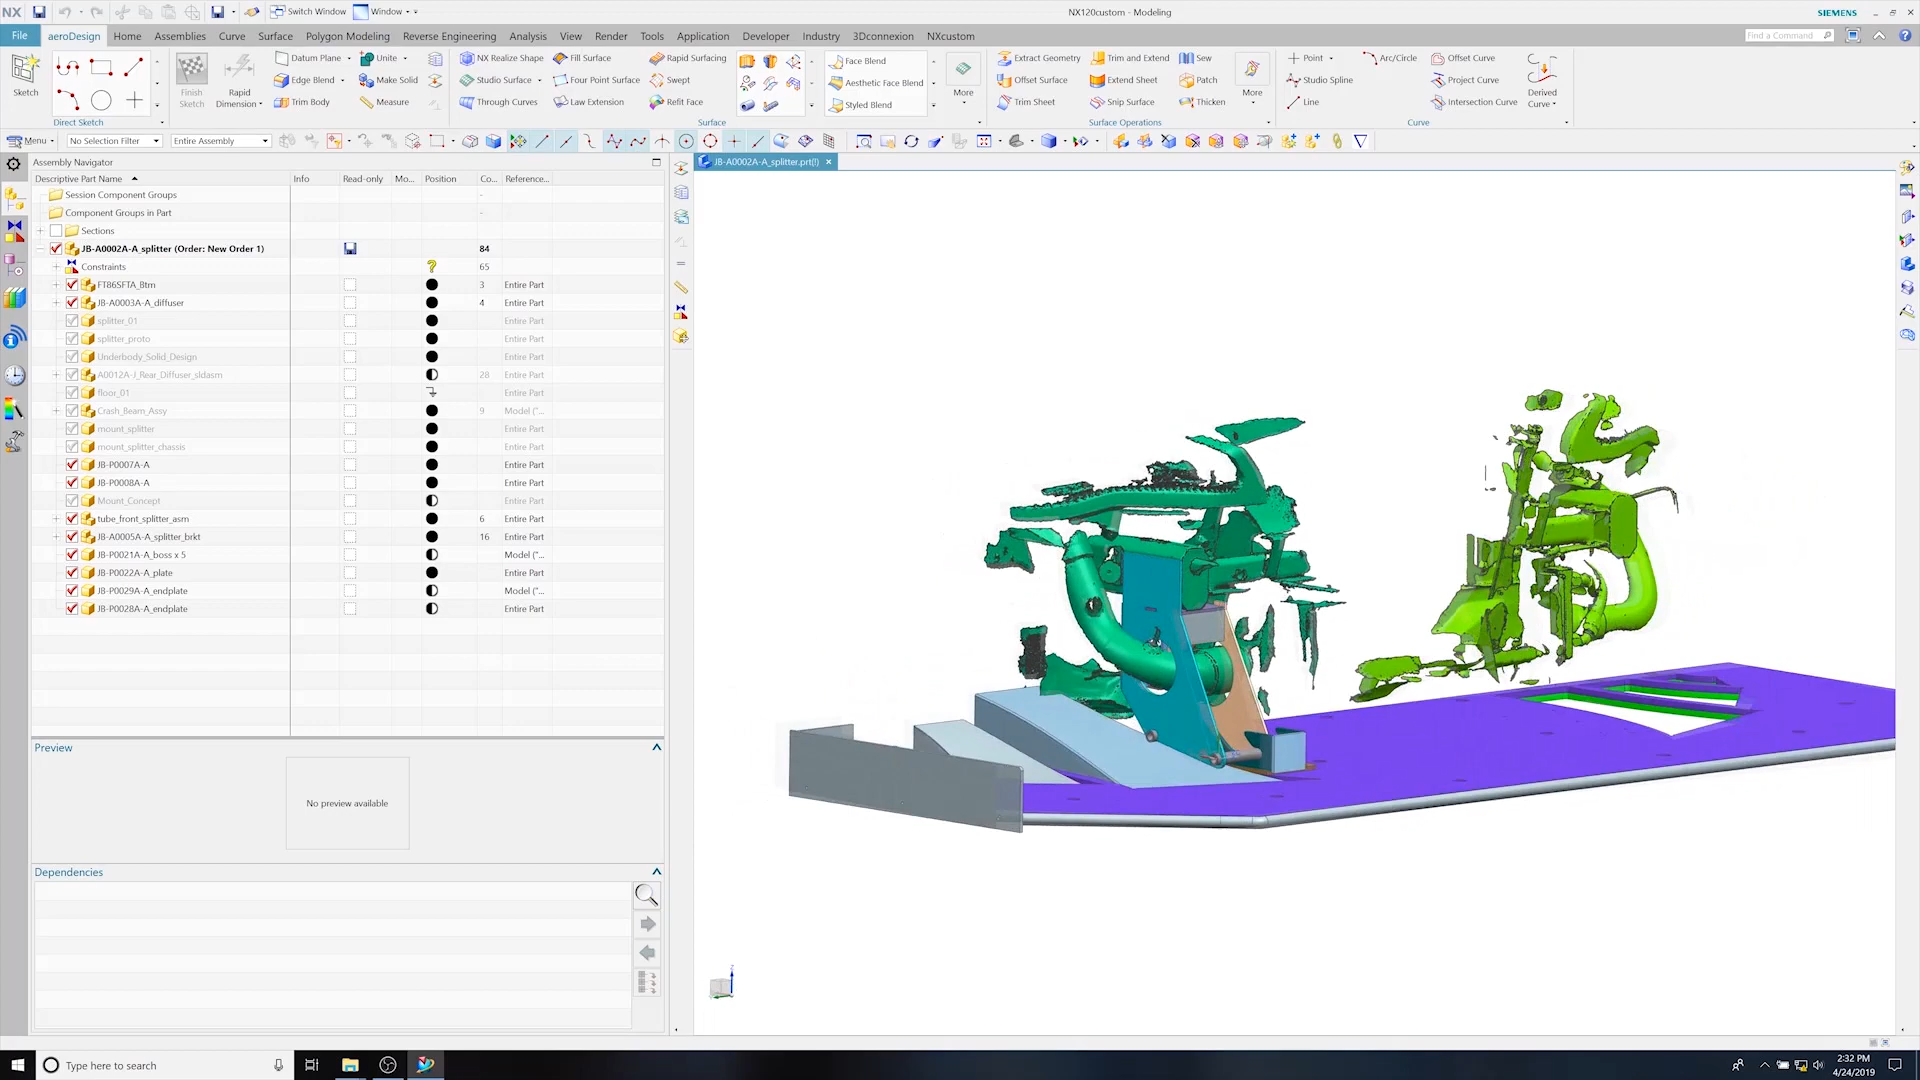 NX Switch Window Window NX120custom - Modeling SIEMENS
File aeroDesign Home Assemblies Curve Surface Polygon Modeling Reverse Engineering Analysis View Render Tools Application Developer Industry 3Dconnexion NXcustom Find a Command
Datum Plane Unite NX Realize Shape Fill Surface Rapid Surfacing Face Blend Extract Geometry Trim and Extend Sew Point Arc/Circle Offset Curve
Edge Blend Make Solid Studio Surface Four Point Surface Swept Aesthetic Face Blend Offset Surface Extend Sheet Patch Studio Spline Project Curve
Sketch Finish Sketch Rapid Dimension More More Derived Curve
Trim Body Measure Through Curves Law Extension Refit Face Styled Blend Trim Sheet Snip Surface Thicken Line Intersection Curve
Direct Sketch Surface Surface Operations Curve
Menu No Selection Filter Entire Assembly
Assembly Navigator JB-A0002A-A_splitter.prt(!)
Descriptive Part Name Info Read-only Mo... Position Co... Reference...
Session Component Groups -
Component Groups in Part -
Sections
JB-A0002A-A_splitter (Order: New Order 1) 84
Constraints ? 65
FT86SFTA_Btm 3 Entire Part
JB-A0003A-A_diffuser 4 Entire Part
splitter_01 Entire Part
splitter_proto Entire Part
Underbody_Solid_Design Entire Part
A0012A-J_Rear_Diffuser_sldasm 28 Entire Part
floor_01 Entire Part
Crash_Beam_Assy 9 Model ("...
mount_splitter Entire Part
mount_splitter_chassis Entire Part
JB-P0007A-A Entire Part
JB-P0008A-A Entire Part
Mount_Concept Entire Part
tube_front_splitter_asm 6 Entire Part
JB-A0005A-A_splitter_brkt 16 Entire Part
JB-P0021A-A_boss x 5 Model ("...
JB-P0022A-A_plate Entire Part
JB-P0029A-A_endplate Model ("...
JB-P0028A-A_endplate Entire Part
Preview
No preview available
Dependencies
Type here to search
2:32 PM
4/24/2019